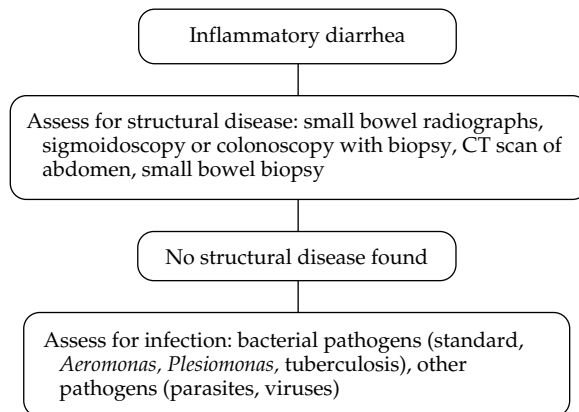 Inflammatory diarrhea
Assess for structural disease: small bowel radiographs,
sigmoidoscopy or colonoscopy with biopsy, CT scan of
abdomen, small bowel biopsy
No structural disease found
Assess for infection: bacterial pathogens (standard,
Aeromonas, Plesiomonas, tuberculosis), other
pathogens (parasites, viruses)